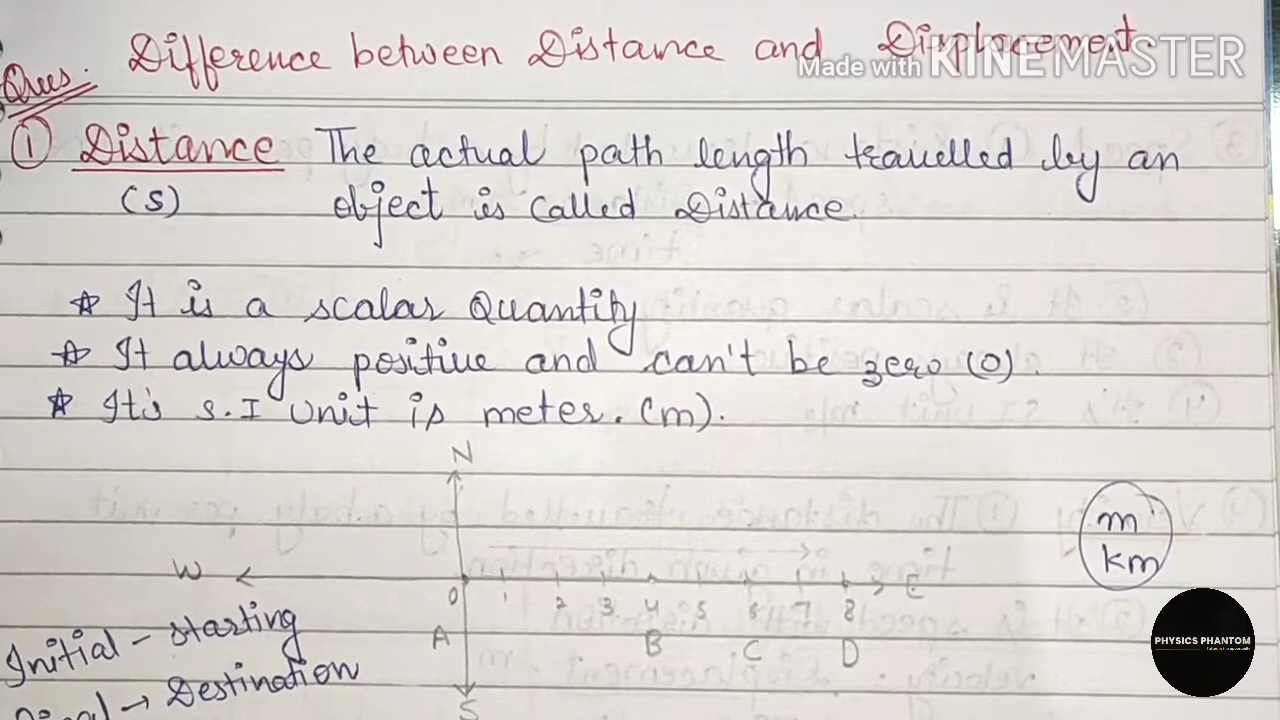 Difference between Distance and Displacement.
Made with KINEMASTER
Ques.
① Distance The actual path length travelled by an
(s) object is called Distance.
☆ It is a scalar Quantity
☆ It always positive and can't be zero (0).
☆ It's S.I unit is meter. (m).
N
m
km
W E
0 1 2 3 4 5 6 7 8
A B C D
Initial - starting
→ Destination
S
PHYSICS PHANTOM